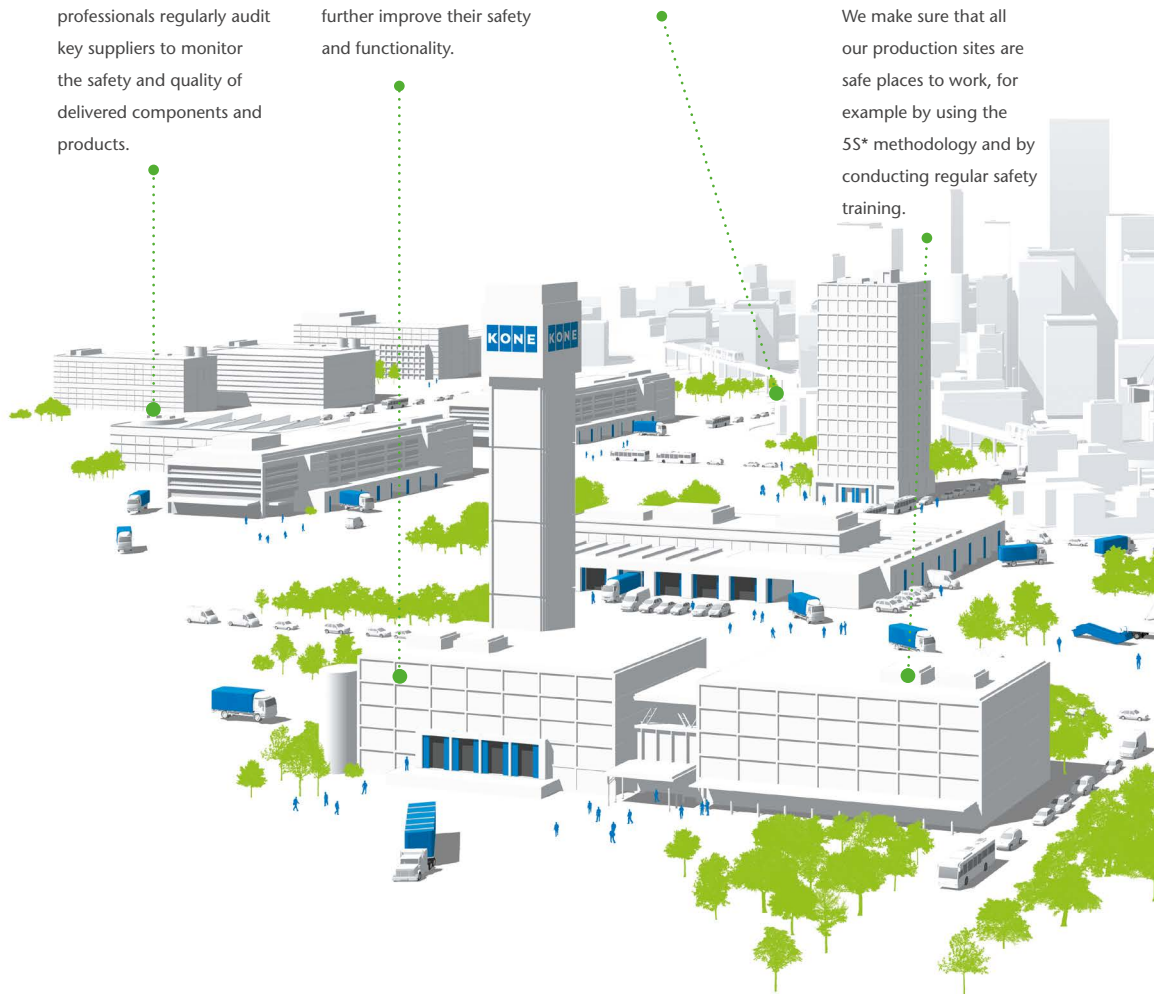 professionals regularly audit
key suppliers to monitor
the safety and quality of
delivered components and
products.
further improve their safety
and functionality.
We make sure that all
our production sites are
safe places to work, for
example by using the
5S* methodology and by
conducting regular safety
training.
KONE
KONE